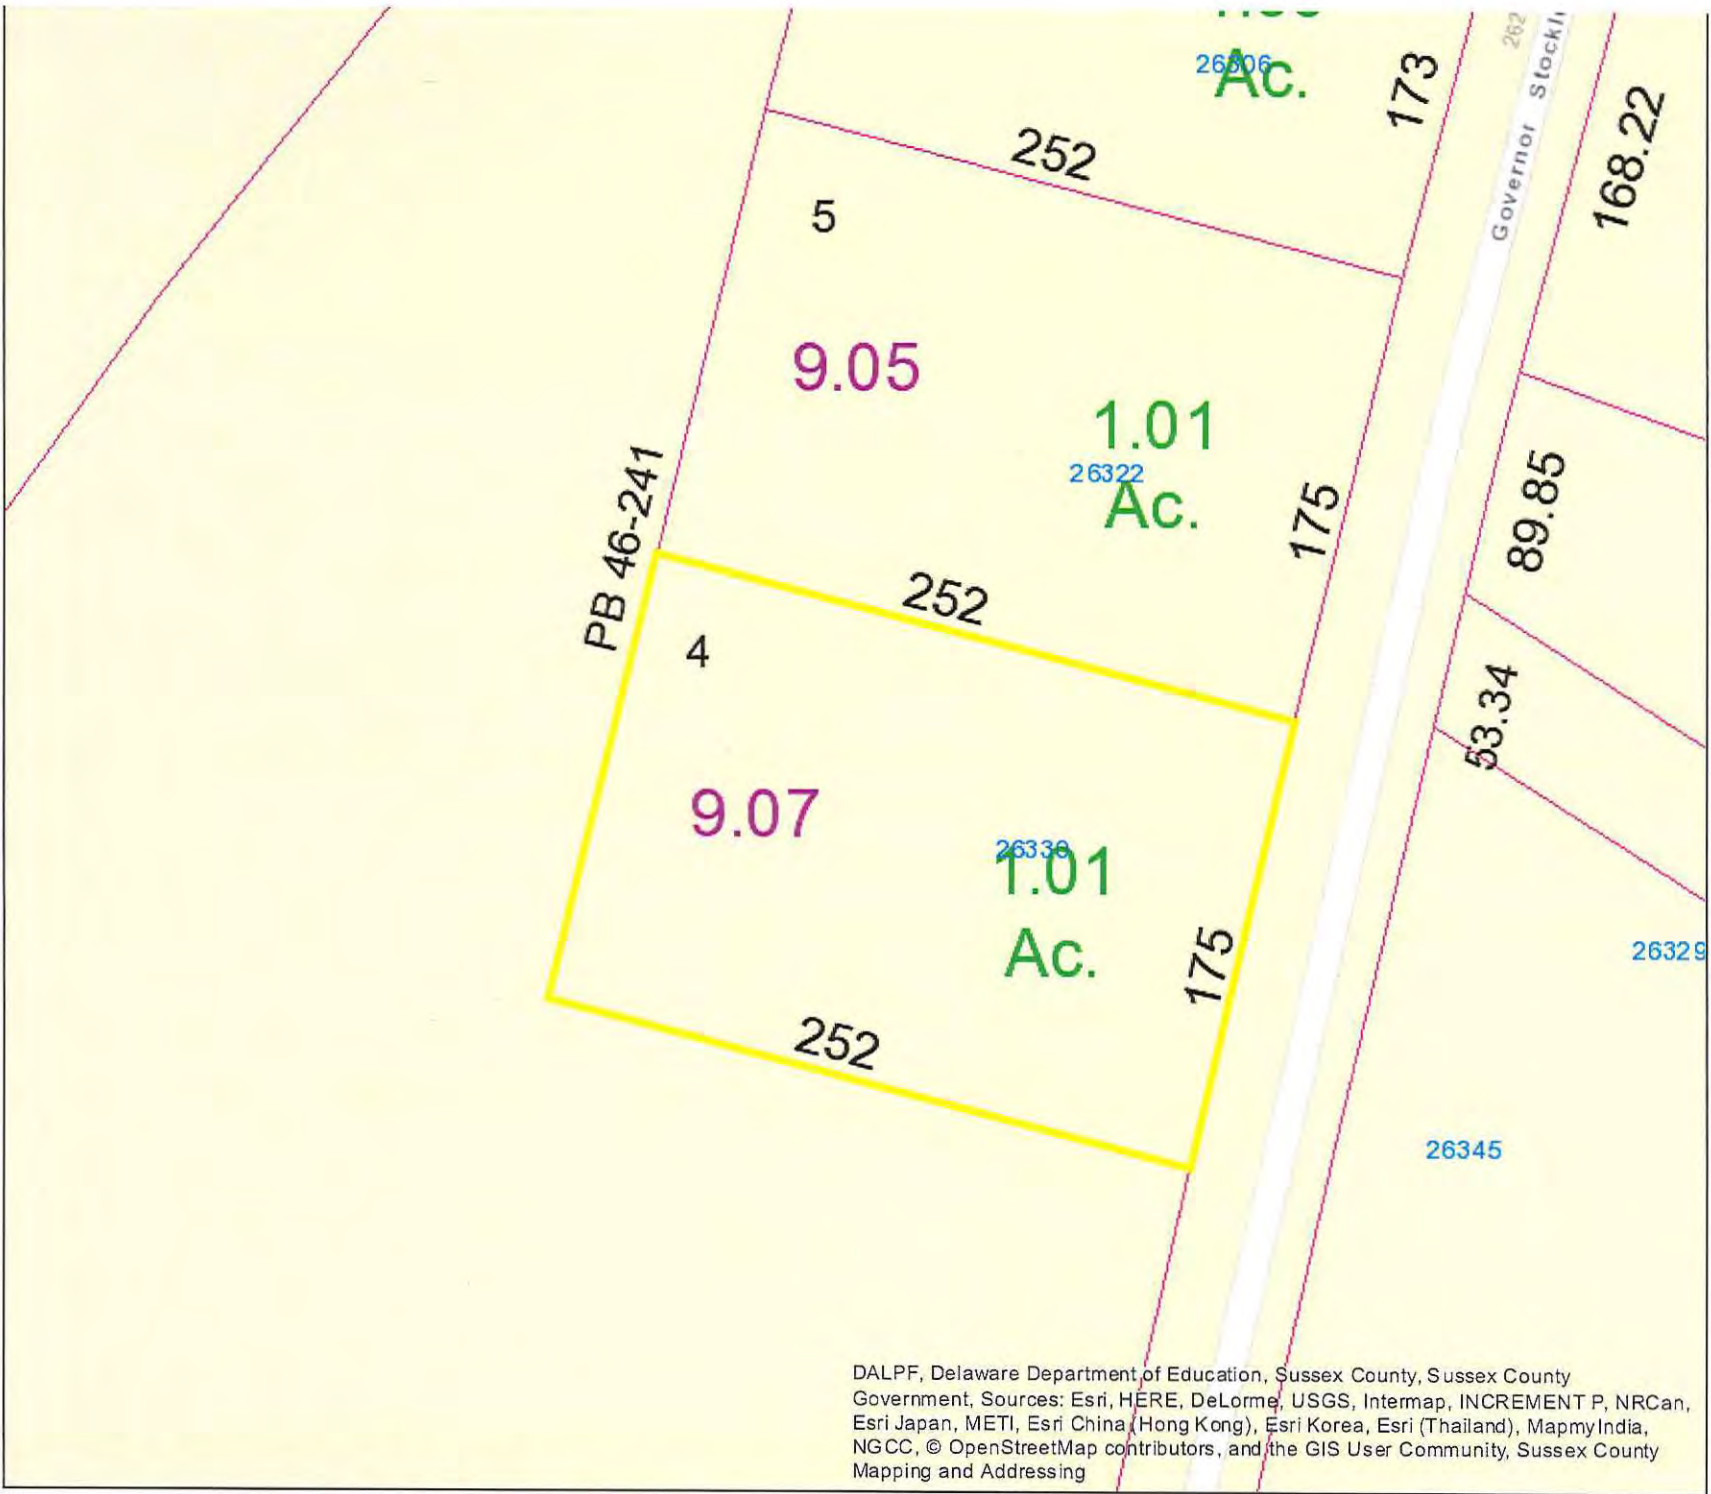 26306
Ac.
173
Governor
168.22
252
5
9.05
1.01
26322
Ac.
175
89.85
PB 46-241
252
4
53.34
9.07
1.01
Ac.
175
26329
252
26345
DALPF, Delaware Department of Education, Sussex County, Sussex County
Government, Sources: Esri, HERE, DeLorme, USGS, Intermap, INCREMENT P, NRCan,
Esri Japan, METI, Esri China (Hong Kong), Esri Korea, Esri (Thailand), MapmyIndia,
NGCC, © OpenStreetMap contributors, and the GIS User Community, Sussex County
Mapping and Addressing